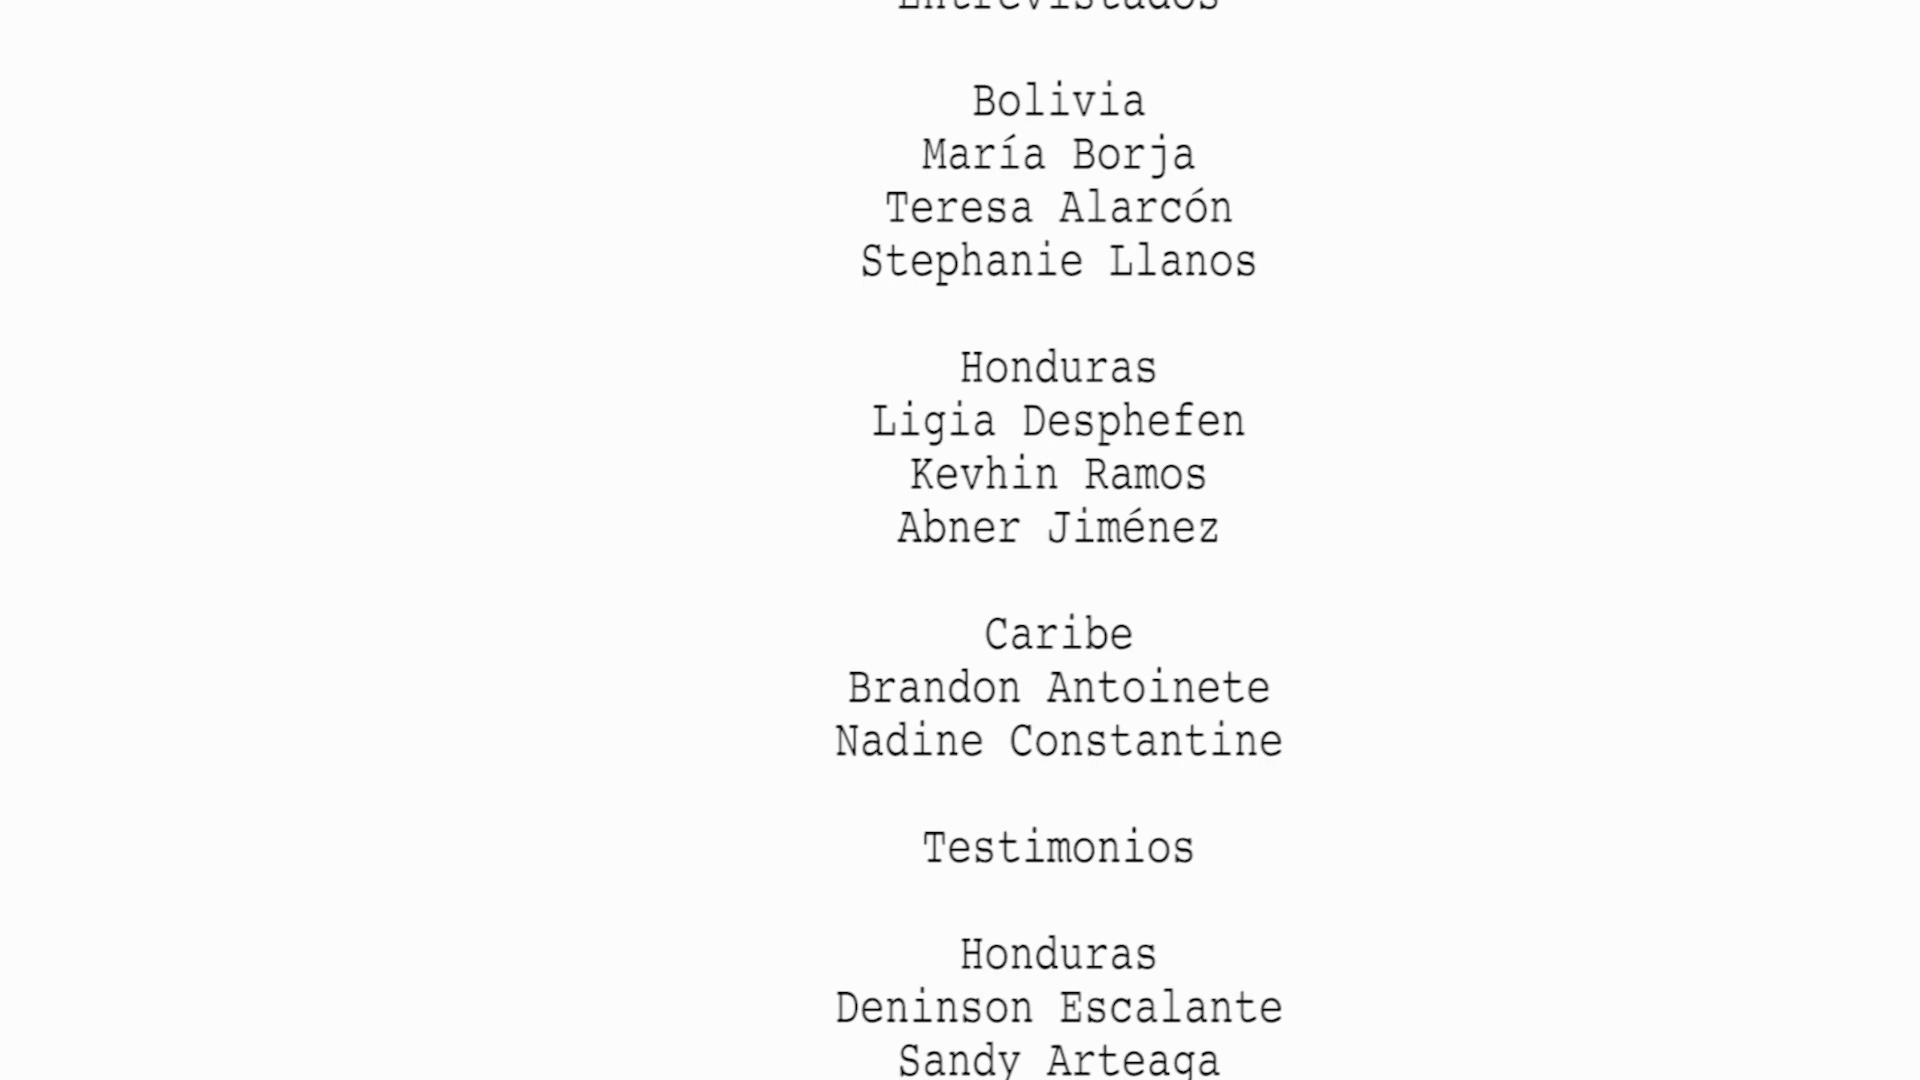 Entrevistados
Bolivia
María Borja
Teresa Alarcón
Stephanie Llanos
Honduras
Ligia Desphefen
Kevhin Ramos
Abner Jiménez
Caribe
Brandon Antoinete
Nadine Constantine
Testimonios
Honduras
Deninson Escalante
Sandy Arteaga